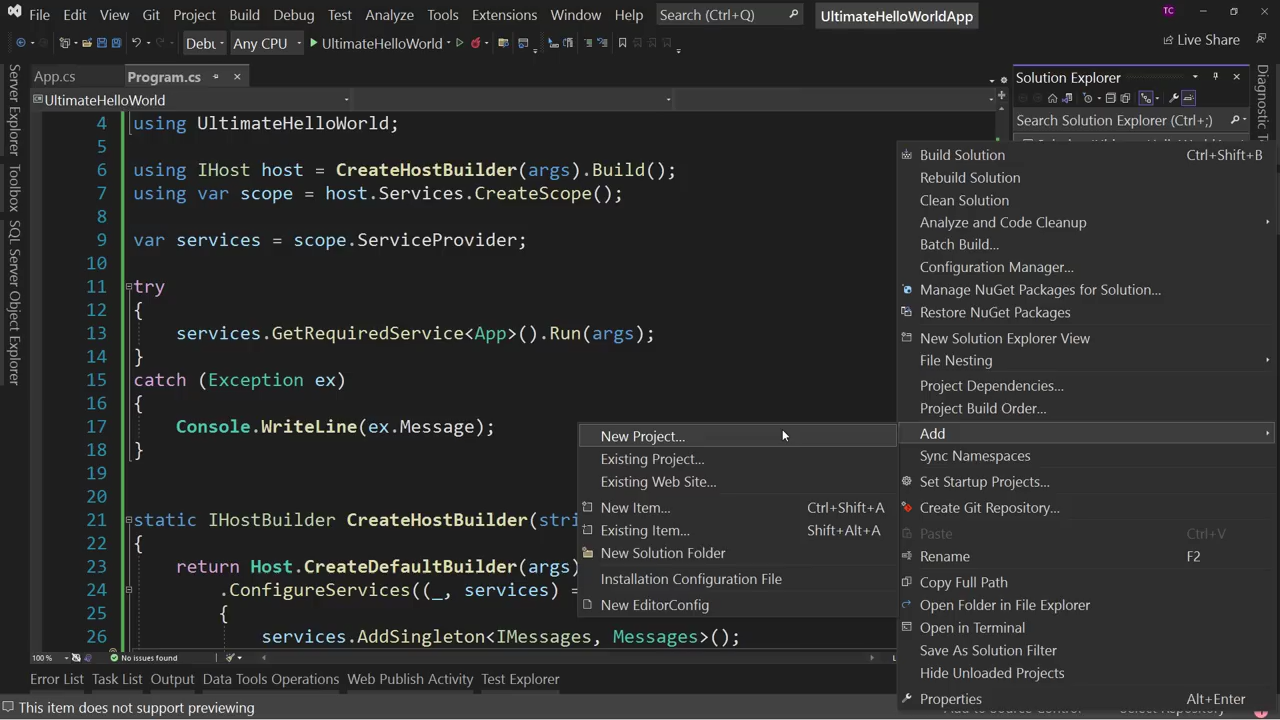 File Edit View Git Project Build Debug Test Analyze Tools Extensions Window Help Search (Ctrl+Q) UltimateHelloWorldApp TC
Debu Any CPU UltimateHelloWorld Live Share
App.cs Program.cs
UltimateHelloWorld
4 using UltimateHelloWorld;
5
6 using IHost host = CreateHostBuilder(args).Build();
7 using var scope = host.Services.CreateScope();
8
9 var services = scope.ServiceProvider;
10
11 try
12 {
13 services.GetRequiredService<App>().Run(args);
14 }
15 catch (Exception ex)
16 {
17 Console.WriteLine(ex.Message);
18 }
19
20
21 static IHostBuilder CreateHostBuilder(stri
22 {
23 return Host.CreateDefaultBuilder(args)
24 .ConfigureServices((_, services) =
25 {
26 services.AddSingleton<IMessages, Messages>();
100 % No issues found
Error List Task List Output Data Tools Operations Web Publish Activity Test Explorer
This item does not support previewing
Server Explorer
Toolbox
SQL Server Object Explorer
Solution Explorer
Search Solution Explorer (Ctrl+;)
Build Solution Ctrl+Shift+B
Rebuild Solution
Clean Solution
Analyze and Code Cleanup
Batch Build...
Configuration Manager...
Manage NuGet Packages for Solution...
Restore NuGet Packages
New Solution Explorer View
File Nesting
Project Dependencies...
Project Build Order...
Add
Sync Namespaces
Set Startup Projects...
Create Git Repository...
Paste Ctrl+V
Rename F2
Copy Full Path
Open Folder in File Explorer
Open in Terminal
Save As Solution Filter
Hide Unloaded Projects
Properties Alt+Enter
New Project...
Existing Project...
Existing Web Site...
New Item... Ctrl+Shift+A
Existing Item... Shift+Alt+A
New Solution Folder
Installation Configuration File
New EditorConfig
Diagnostic T